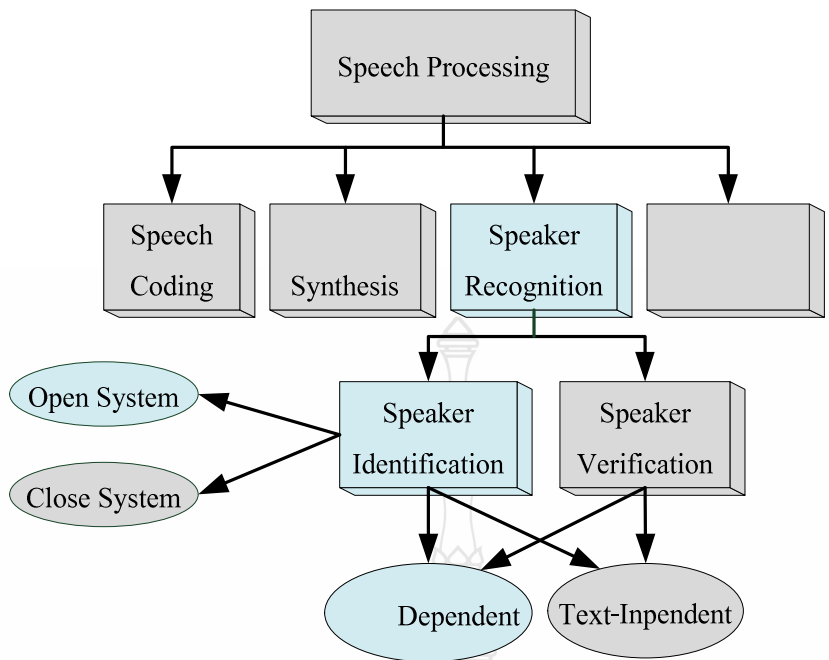 Speech Processing
Speech
Coding
Synthesis
Speaker
Recognition
Speaker
Identification
Speaker
Verification
Open System
Close System
Dependent
Text-Inpendent